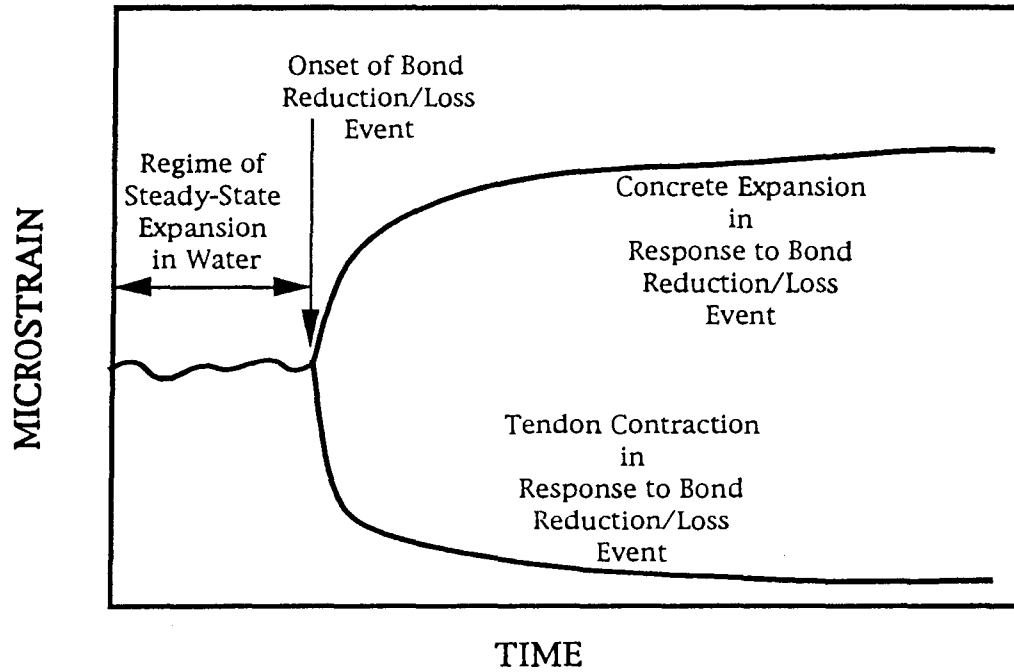 Onset of Bond
Reduction/Loss
Event
Regime of
Steady-State
Expansion
in Water
Concrete Expansion
in
Response to Bond
Reduction/Loss
Event
MICROSTRAIN
Tendon Contraction
in
Response to Bond
Reduction/Loss
Event
TIME